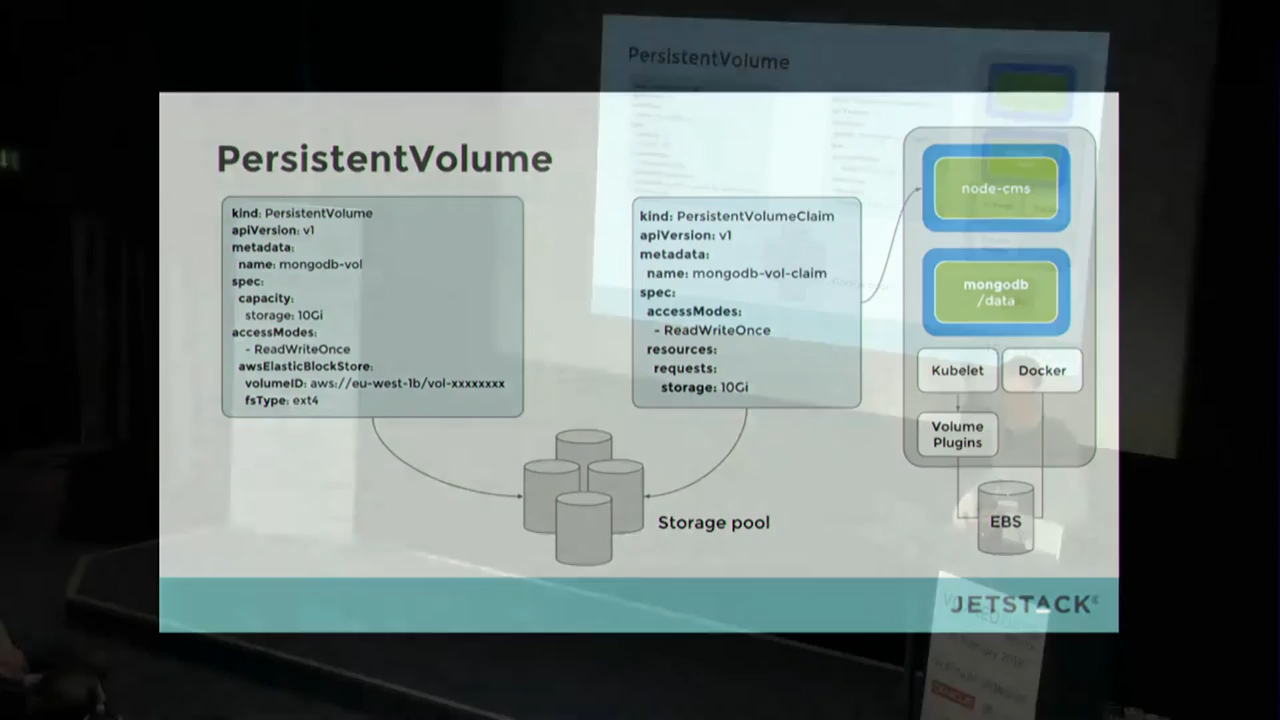 PersistentVolume
PersistentVolume
kind: PersistentVolume
apiVersion: v1
metadata:
name: mongodb-vol
spec:
capacity:
storage: 10Gi
accessModes:
- ReadWriteOnce
awsElasticBlockStore:
volumeID: aws://eu-west-1b/vol-xxxxxxxx
fsType: ext4
kind: PersistentVolumeClaim
apiVersion: v1
metadata:
name: mongodb-vol-claim
spec:
accessModes:
- ReadWriteOnce
resources:
requests:
storage: 10Gi
node-cms
mongodb
/data
Kubelet
Docker
Volume
Plugins
EBS
Storage pool
JETSTACK